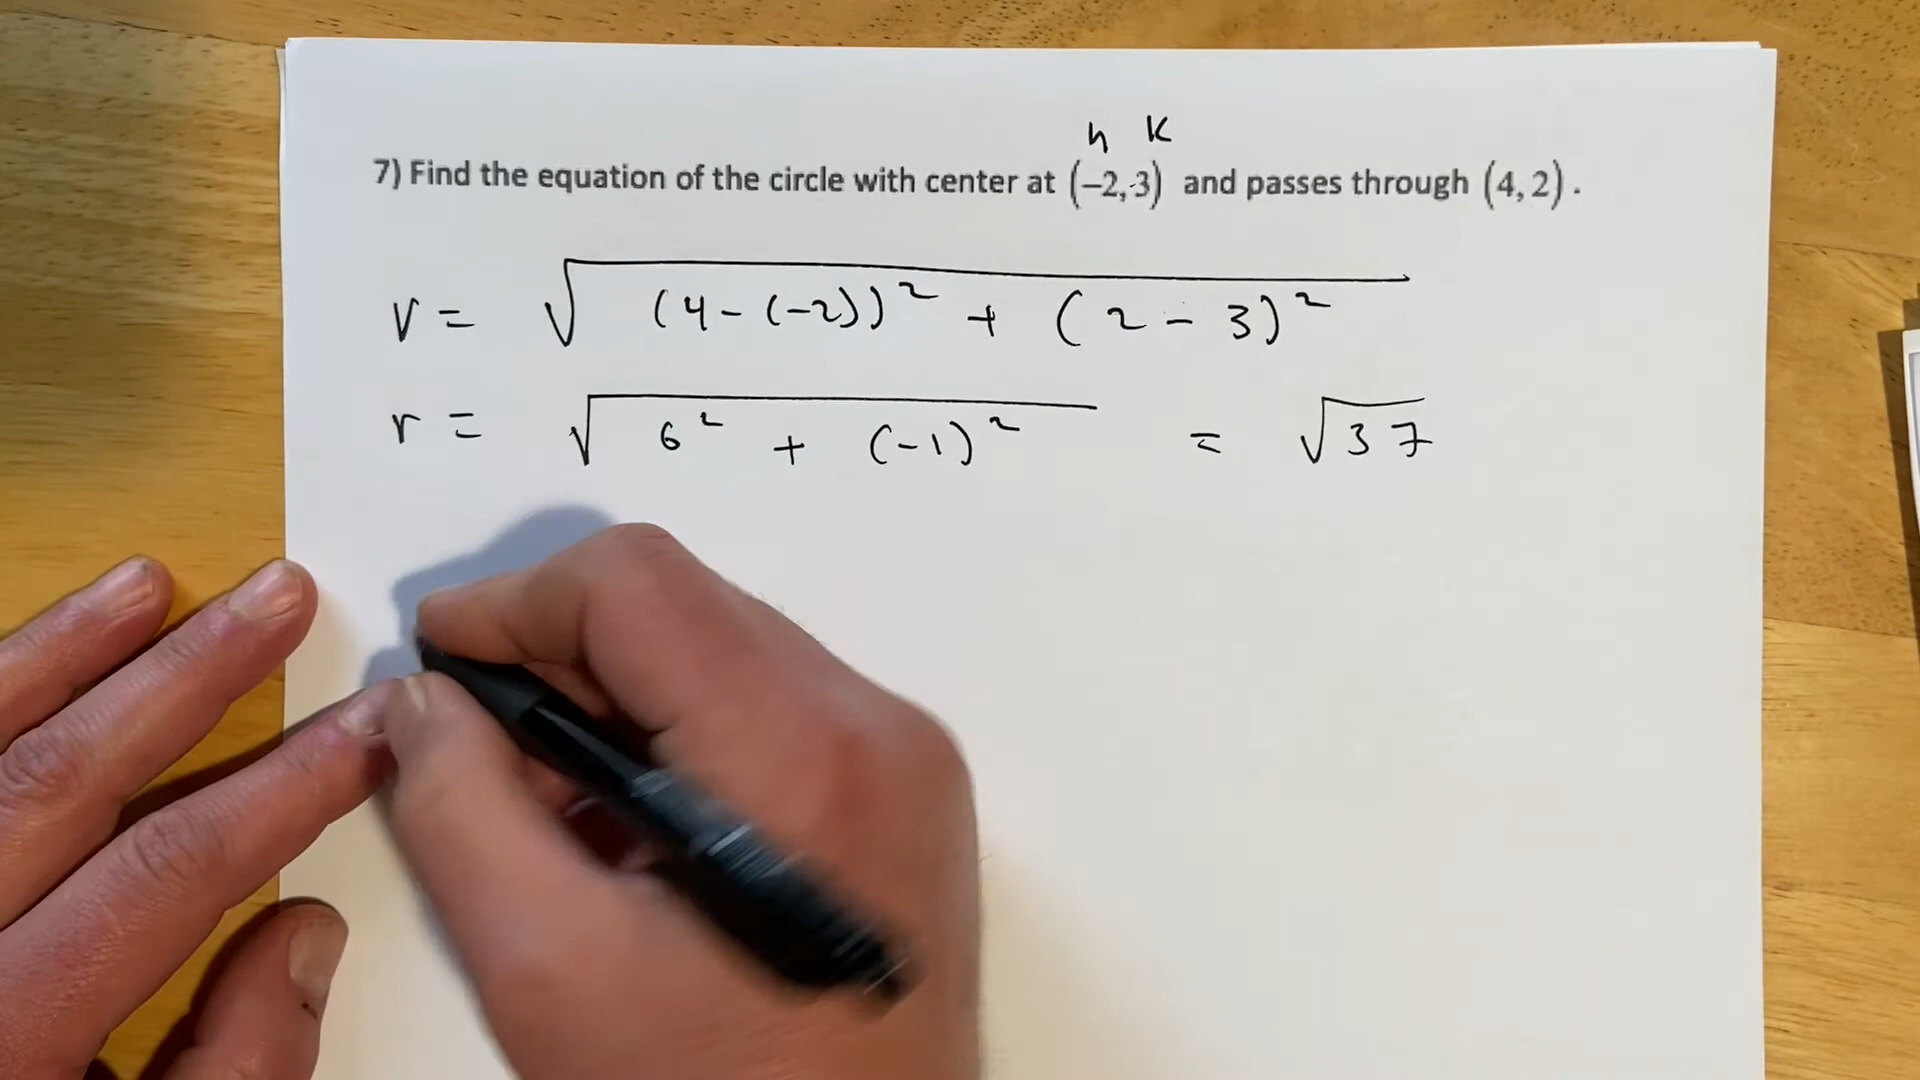 h k
7) Find the equation of the circle with center at (−2,3) and passes through (4,2).
r = √((4-(-2))² + (2-3)²)
r = √(6² + (-1)²) = √37